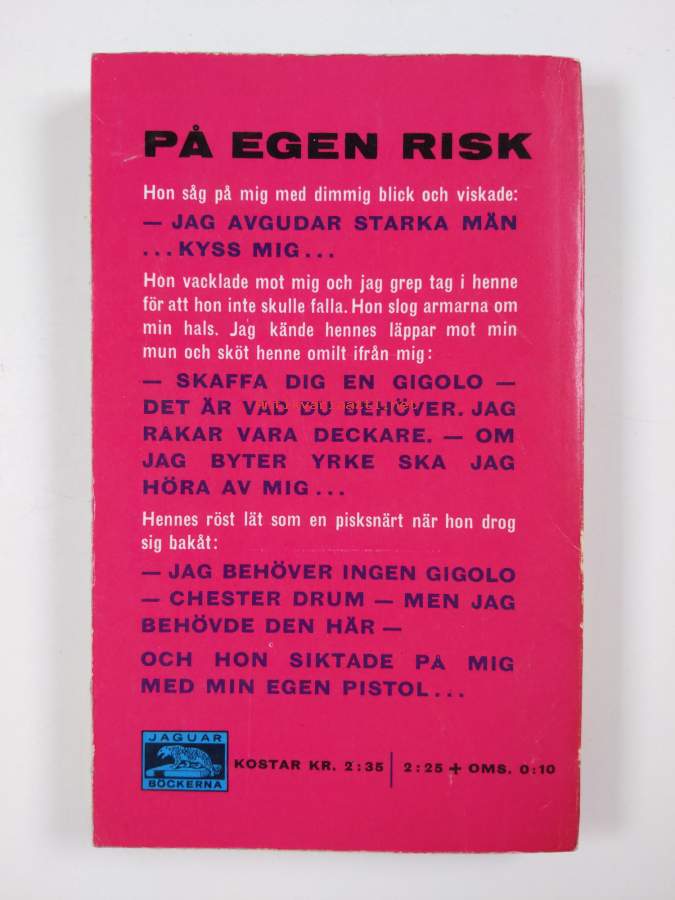 PÅ EGEN RISK
Hon såg på mig med dimmig blick och viskade:
— JAG AVGUDAR STARKA MÄN
... KYSS MIG ...
Hon vacklade mot mig och jag grep tag i henne
för att hon inte skulle falla. Hon slog armarna om
min hals. Jag kände hennes läppar mot min
mun och sköt henne omilt ifrån mig:
— SKAFFA DIG EN GIGOLO —
DET ÄR VAD DU BEHÖVER. JAG
RÅKAR VARA DECKARE. — OM
JAG BYTER YRKE SKA JAG
HÖRA AV MIG ...
Hennes röst lät som en pisksnärt när hon drog
sig bakåt:
— JAG BEHÖVER INGEN GIGOLO
— CHESTER DRUM — MEN JAG
BEHÖVDE DEN HÄR —
OCH HON SIKTADE PÅ MIG
MED MIN EGEN PISTOL ...
JAGUAR
BÖCKERNA
KOSTAR KR. 2:35 | 2:25 + OMS. 0:10